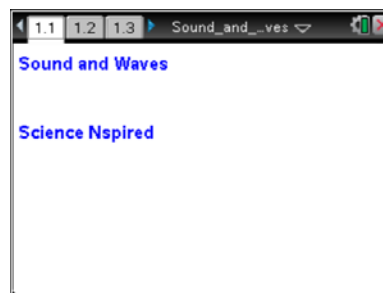 1.1 1.2 1.3 Sound_and_...ves
Sound and Waves
Science Nspired